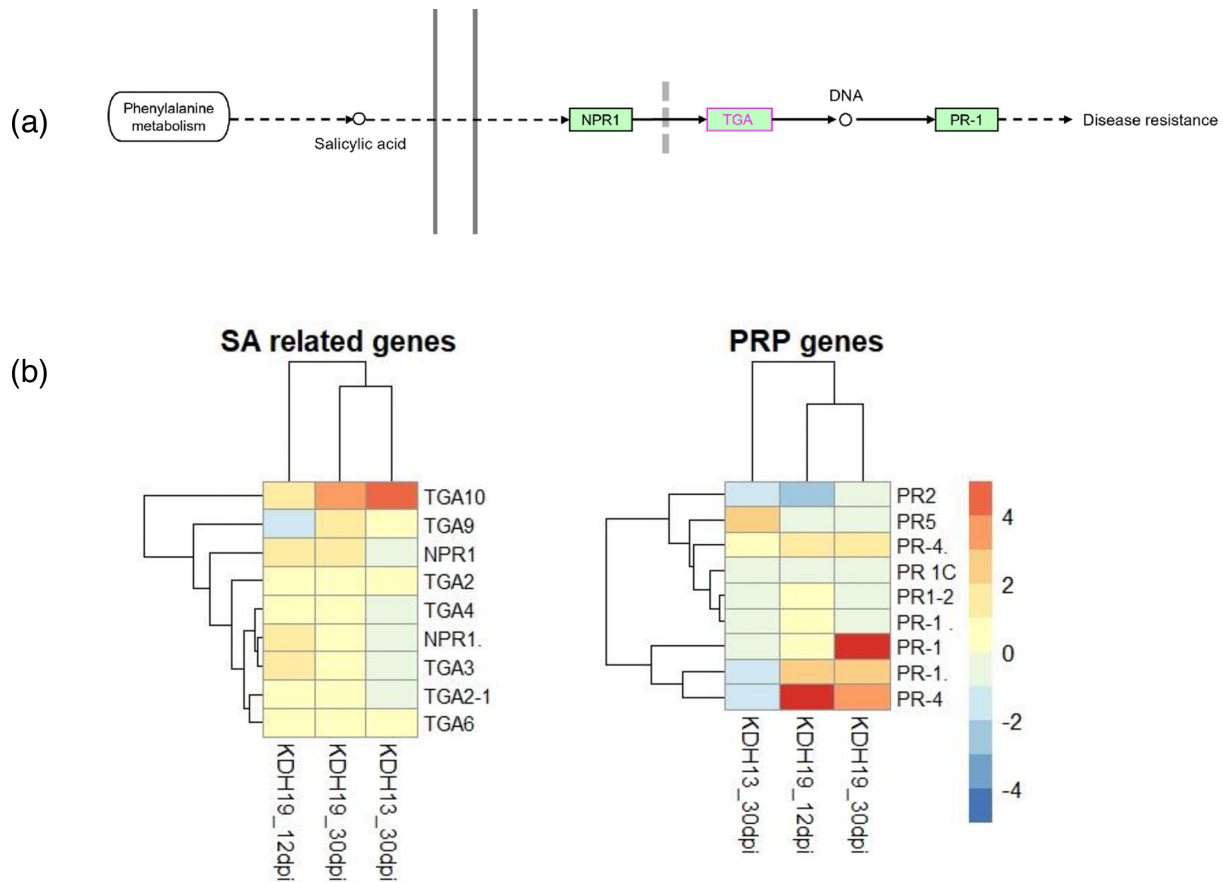 (a)
Phenylalanine
metabolism
Salicylic acid
NPR1
TGA
DNA
PR-1
Disease resistance
(b)
SA related genes
TGA10
TGA9
NPR1
TGA2
TGA4
NPR1.
TGA3
TGA2-1
TGA6
KDH19_12dpi
KDH19_30dpi
KDH13_30dpi
PRP genes
PR2
PR5
PR-4.
PR 1C
PR1-2
PR-1 .
PR-1
PR-1.
PR-4
KDH13_30dpi
KDH19_12dpi
KDH19_30dpi
4
2
0
-2
-4